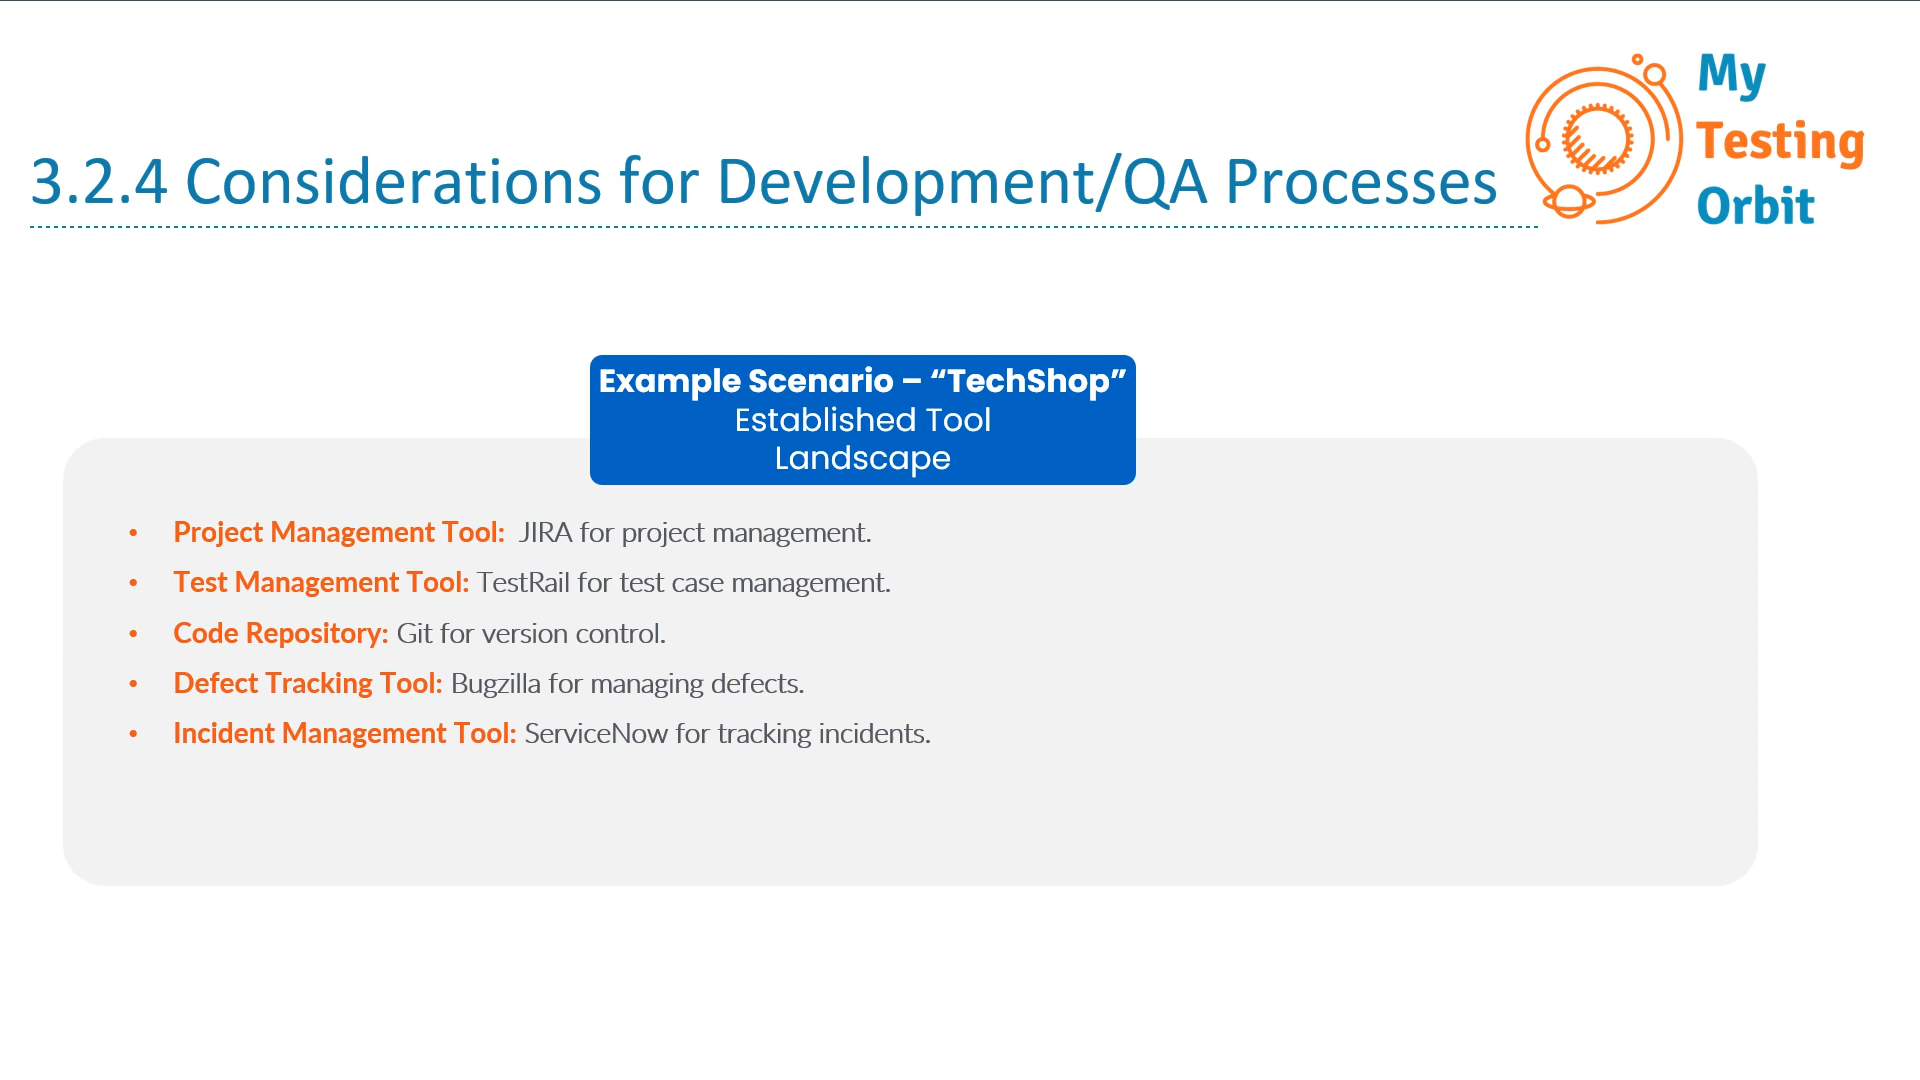 My
Testing
Orbit
3.2.4 Considerations for Development/QA Processes
Example Scenario – “TechShop”
Established Tool
Landscape
• Project Management Tool: JIRA for project management.
• Test Management Tool: TestRail for test case management.
• Code Repository: Git for version control.
• Defect Tracking Tool: Bugzilla for managing defects.
• Incident Management Tool: ServiceNow for tracking incidents.